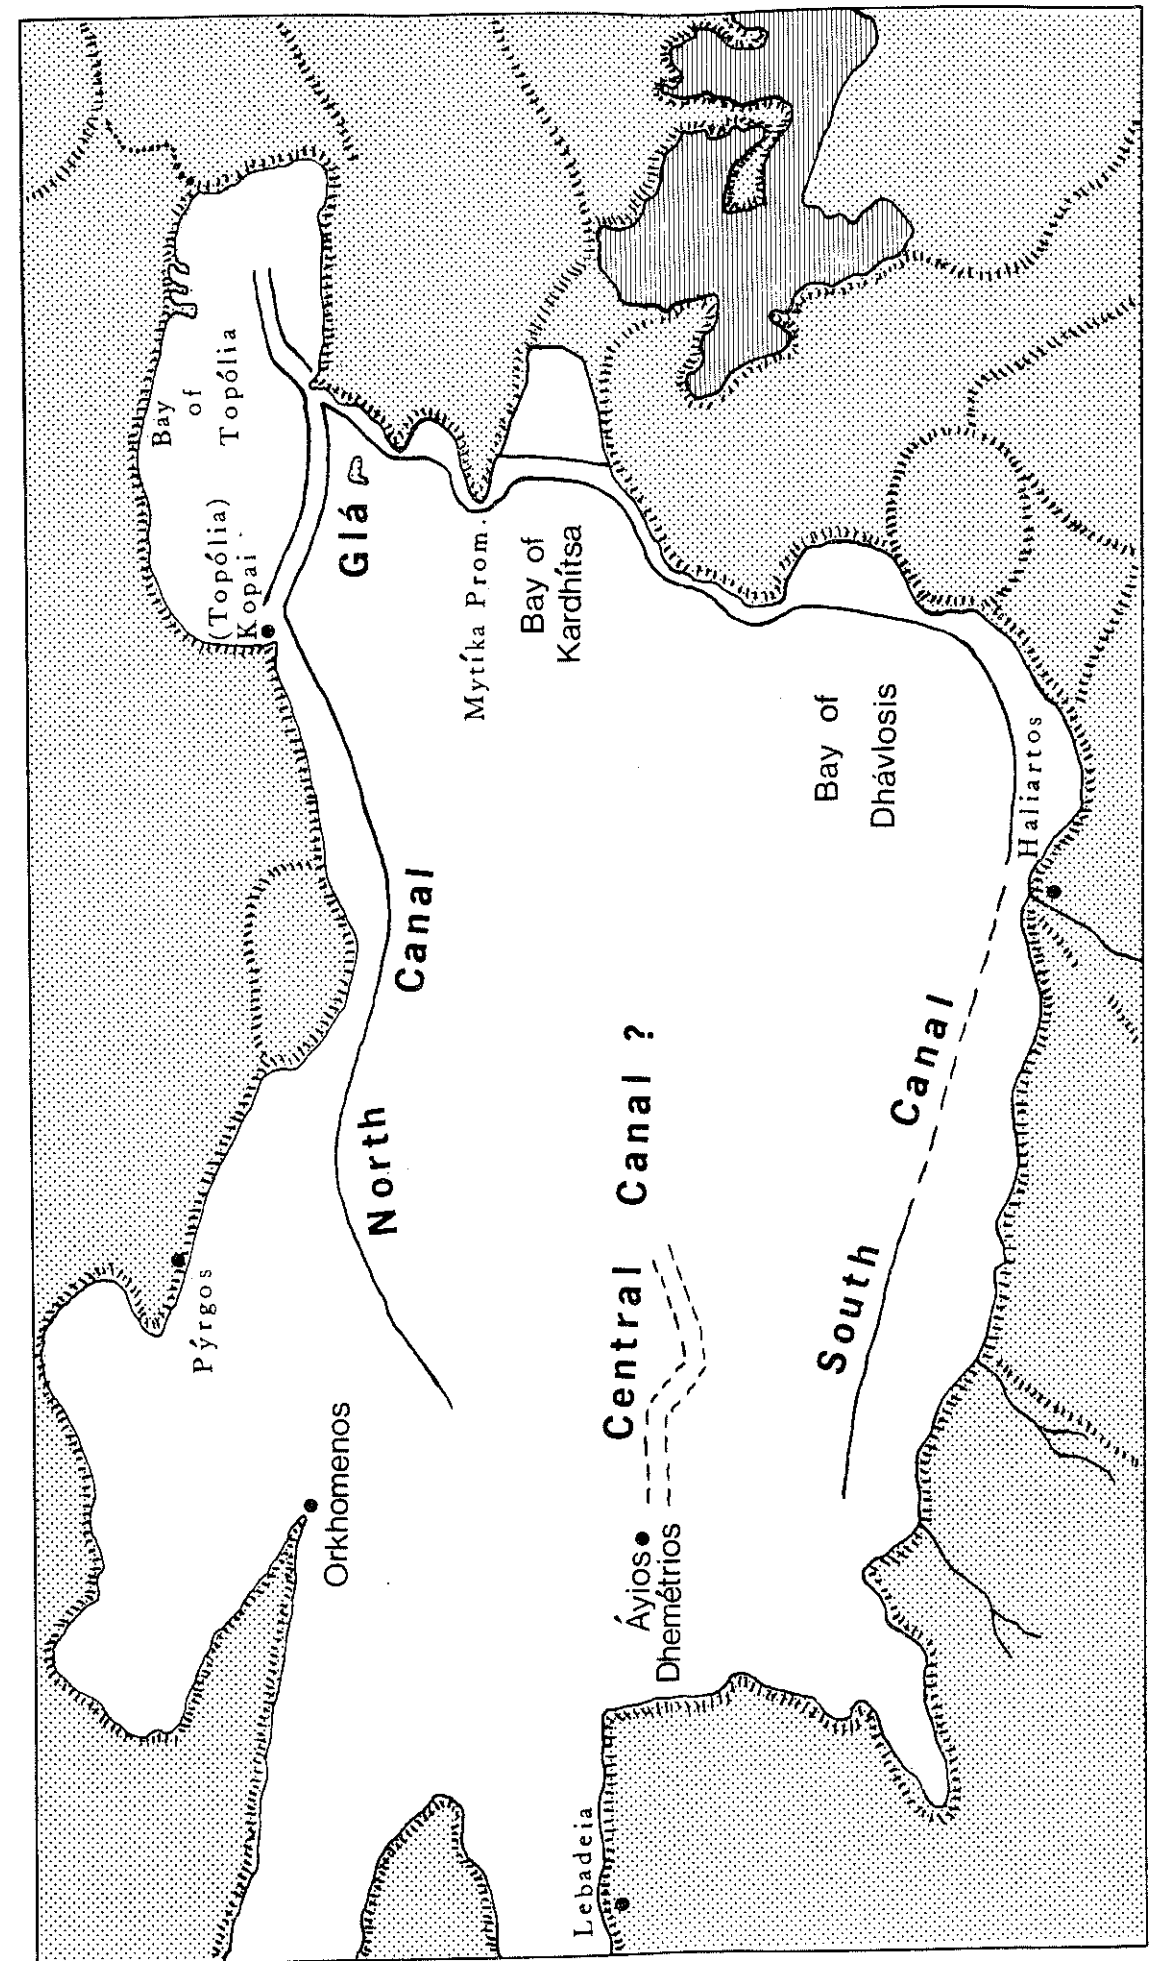 Bay
of
Topólia
(Topólia)
Kopai
Glá
Mytíka Prom.
Bay of
Kardhítsa
Bay of
Dhávlosis
Haliartos
North Canal
Central Canal ?
South Canal
Pýrgos
Orkhomenos
Áyios
Dhemétrios
Lebadeia